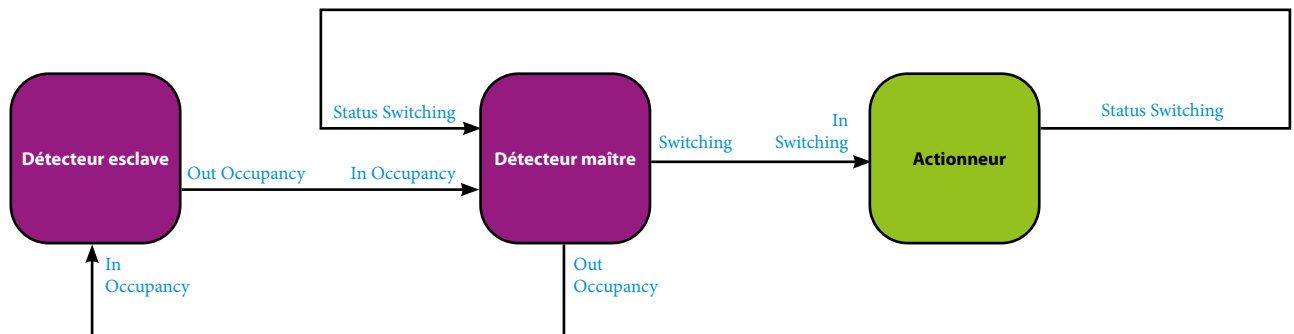 Status Switching
Status Switching
In
Switching
Switching
Détecteur esclave
Détecteur maître
Actionneur
Out Occupancy
In Occupancy
In
Occupancy
Out
Occupancy